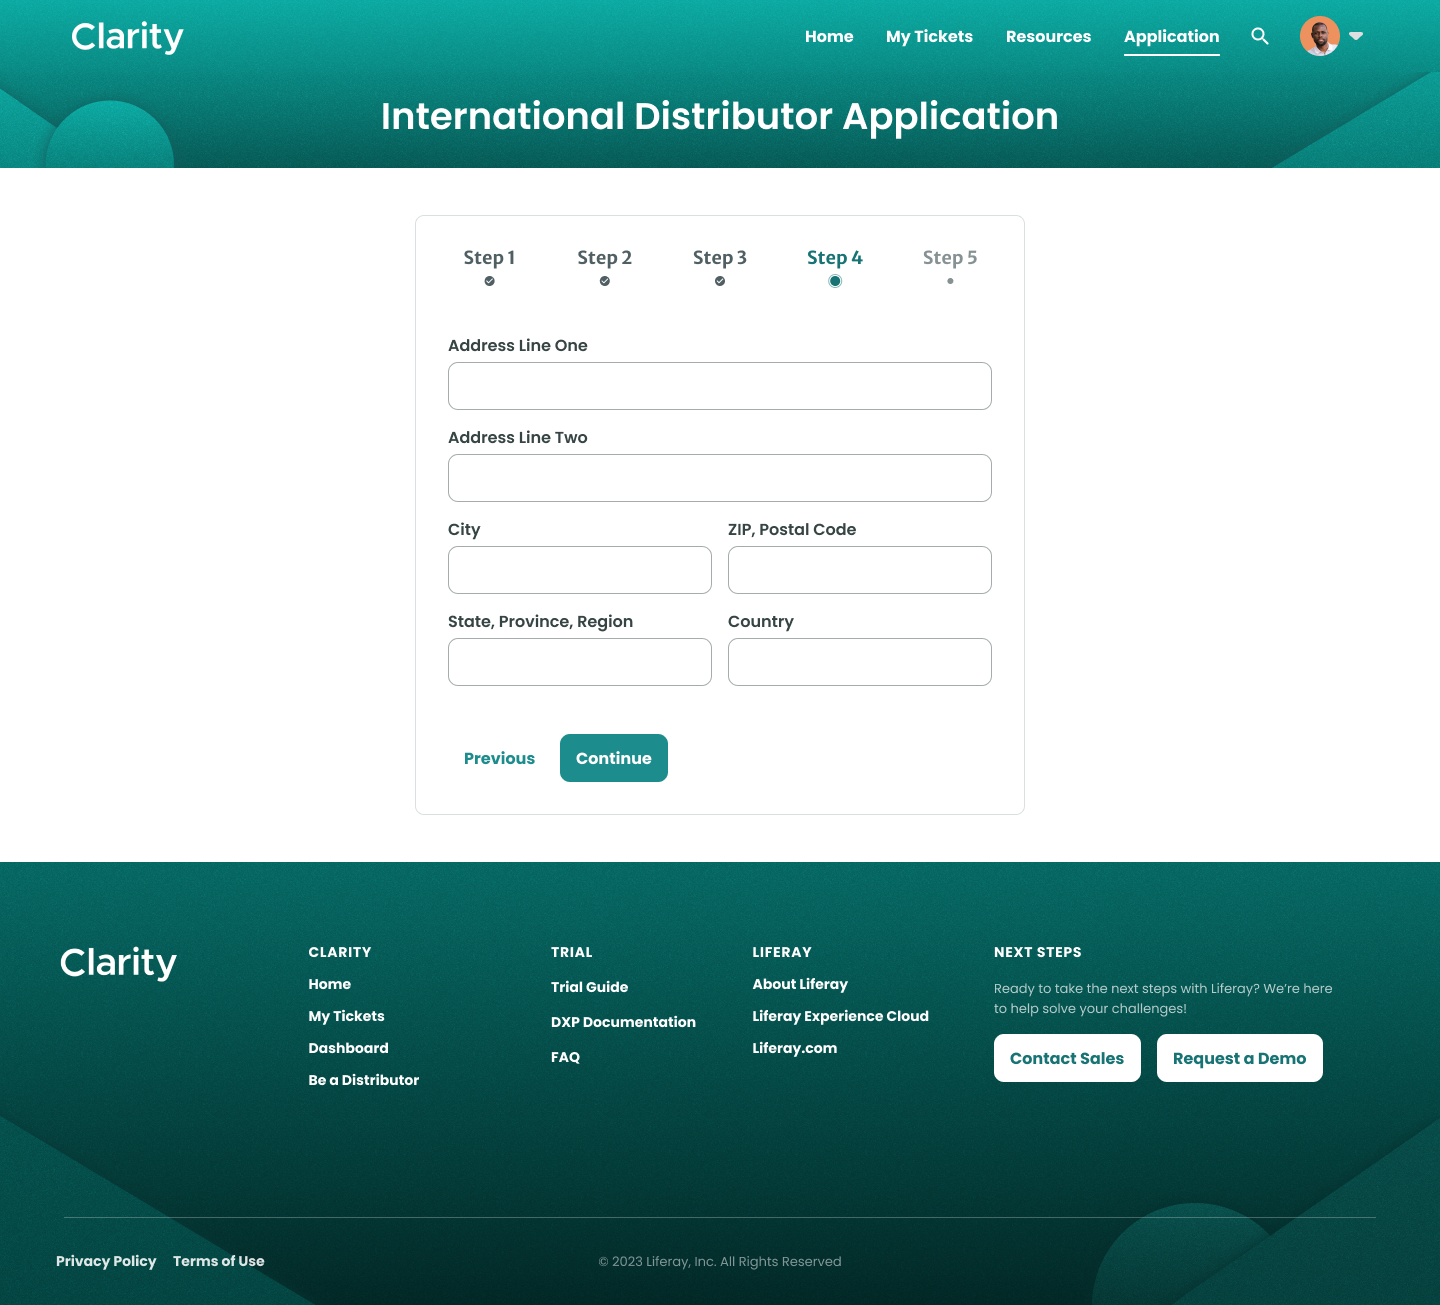 Clarity
Home
My Tickets
Resources
Application
International Distributor Application
Step 1
Step 2
Step 3
Step 4
Step 5
Address Line One
Address Line Two
City
ZIP, Postal Code
State, Province, Region
Country
Previous
Continue
Clarity
CLARITY
Home
My Tickets
Dashboard
Be a Distributor
TRIAL
Trial Guide
DXP Documentation
FAQ
LIFERAY
About Liferay
Liferay Experience Cloud
Liferay.com
NEXT STEPS
Ready to take the next steps with Liferay? We’re here
to help solve your challenges!
Contact Sales
Request a Demo
Privacy Policy
Terms of Use
© 2023 Liferay, Inc. All Rights Reserved